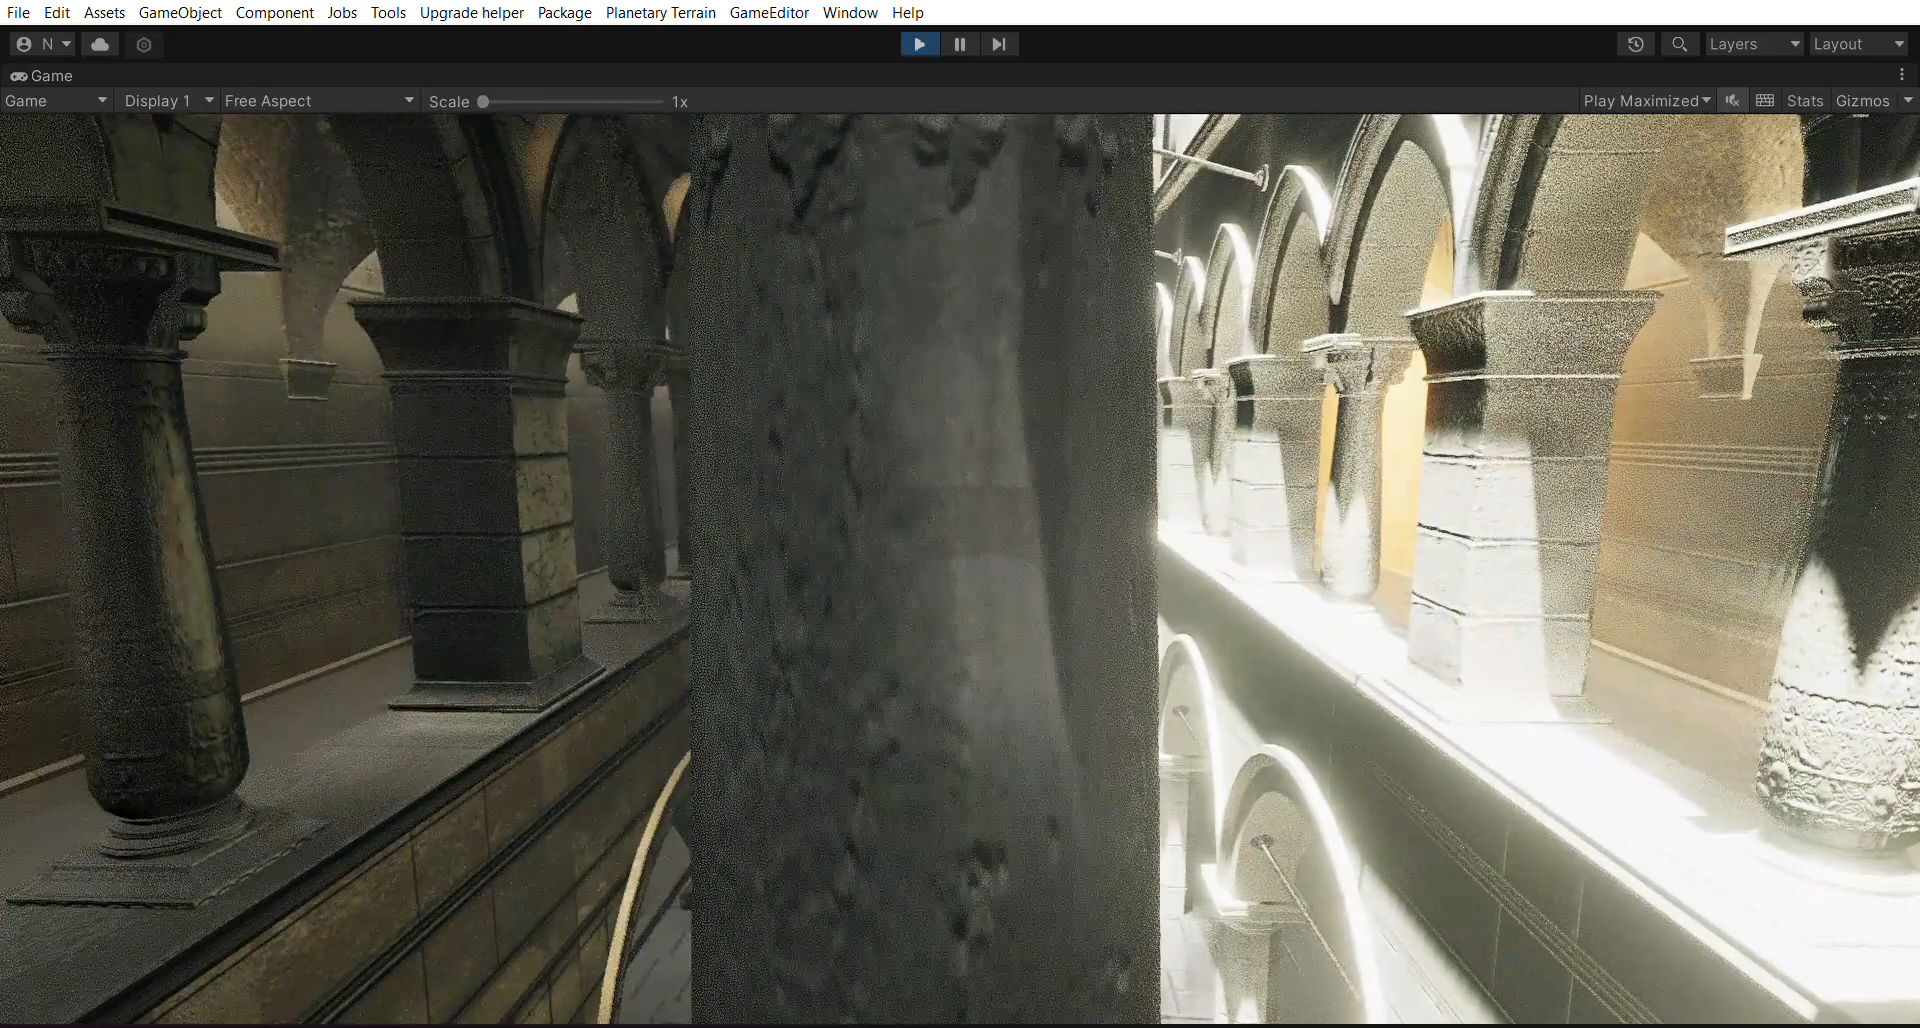 File Edit Assets GameObject Component Jobs Tools Upgrade helper Package Planetary Terrain GameEditor Window Help
N Layers Layout
Game
Game Display 1 Free Aspect Scale 1x Play Maximized Stats Gizmos